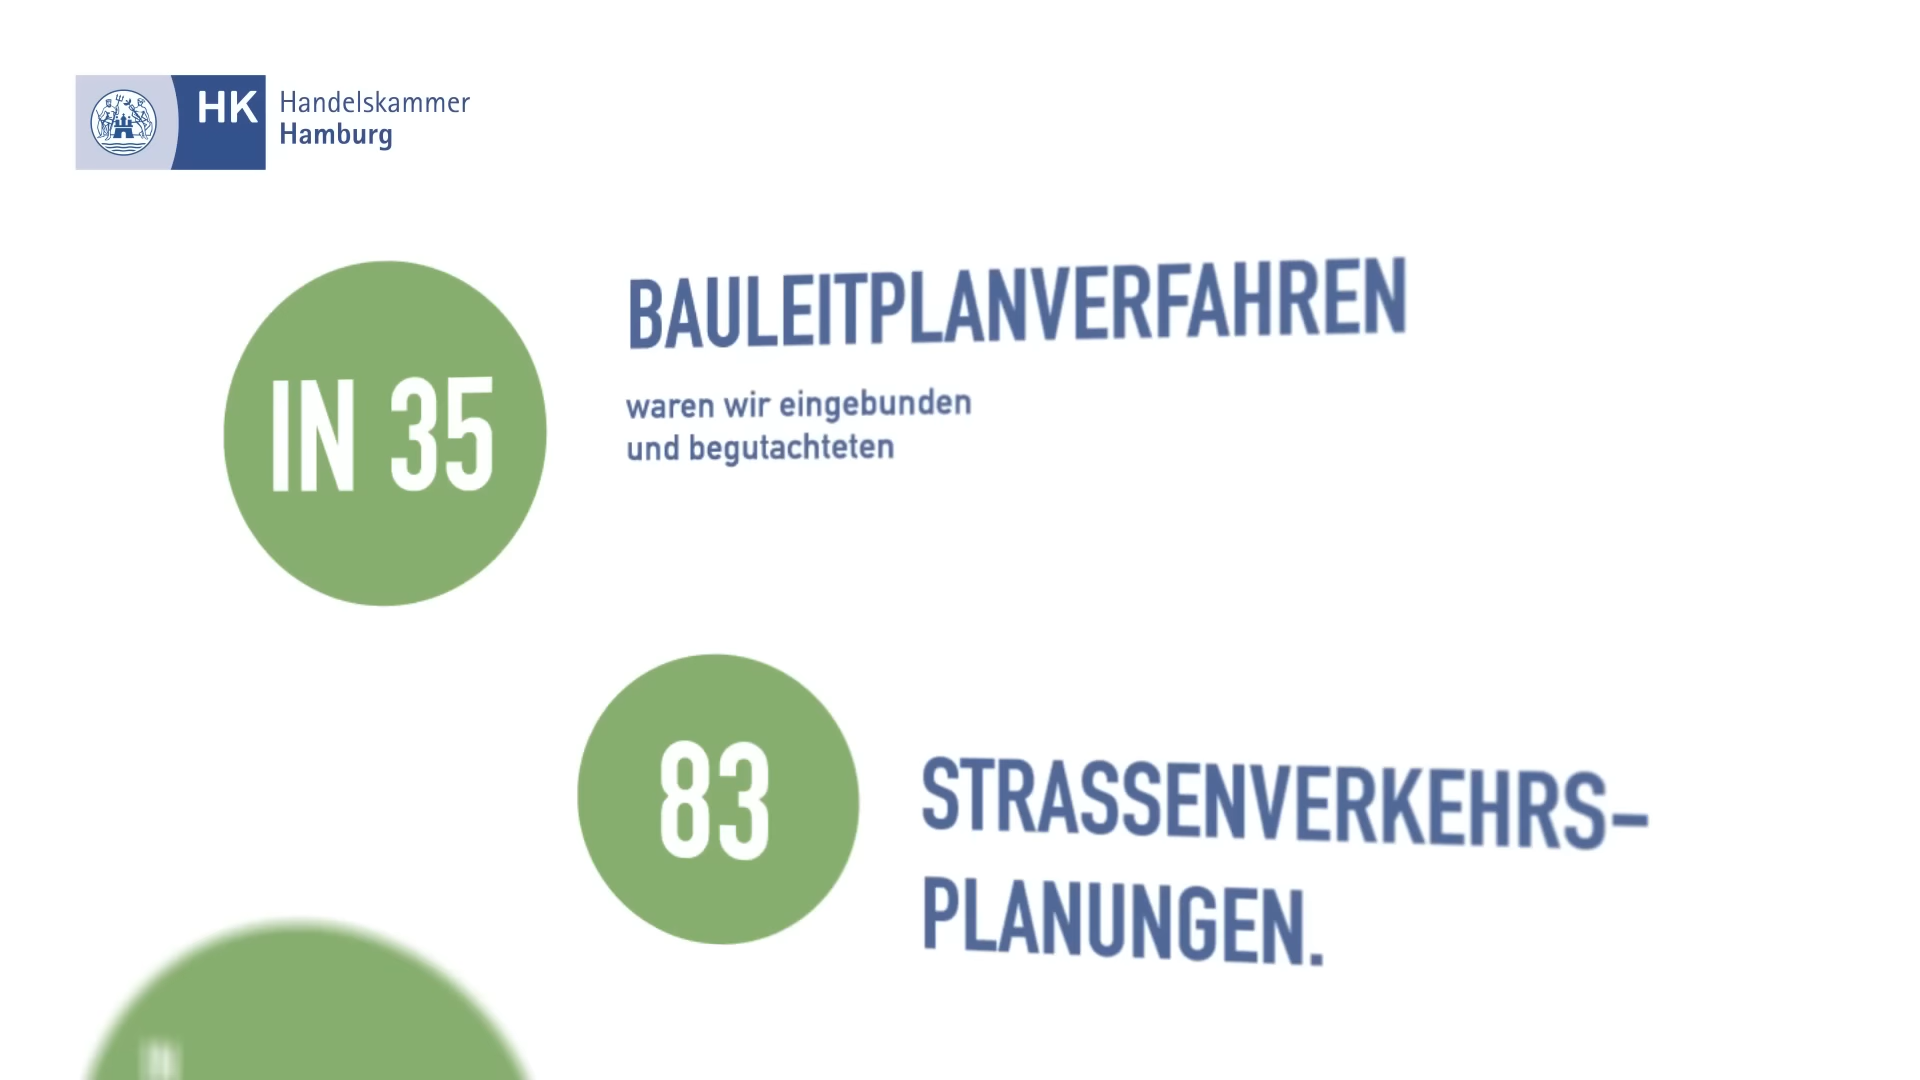 HK Handelskammer
Hamburg
IN 35
BAULEITPLANVERFAHREN
waren wir eingebunden
und begutachteten
83
STRASSENVERKEHRS-
PLANUNGEN.